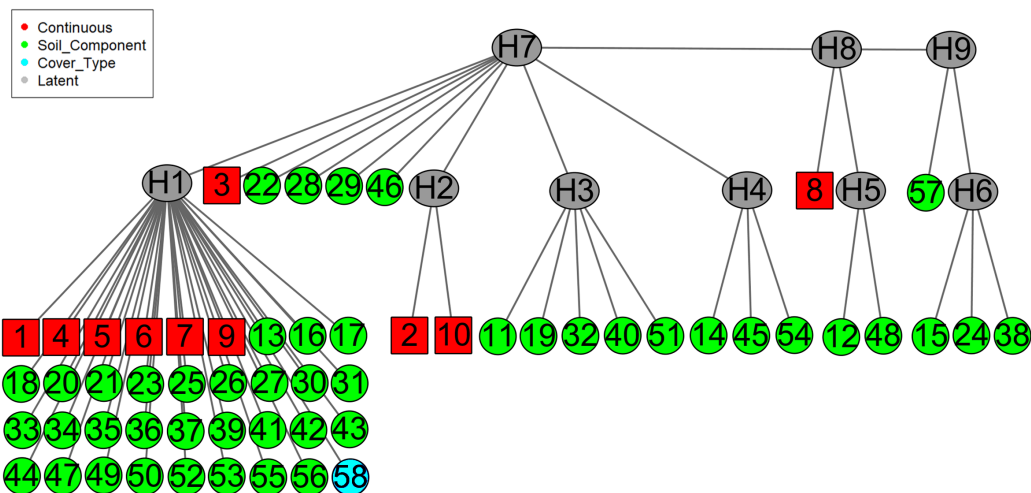 Continuous
Soil_Component
Cover_Type
Latent
H7 H8 H9
H1 3 22 28 29 46 H2 H3 H4 8 H5 57 H6
1 4 5 6 7 9 13 16 17 2 10 11 19 32 40 51 14 45 54 12 48 15 24 38
18 20 21 23 25 26 27 30 31
33 34 35 36 37 39 41 42 43
44 47 49 50 52 53 55 56 58